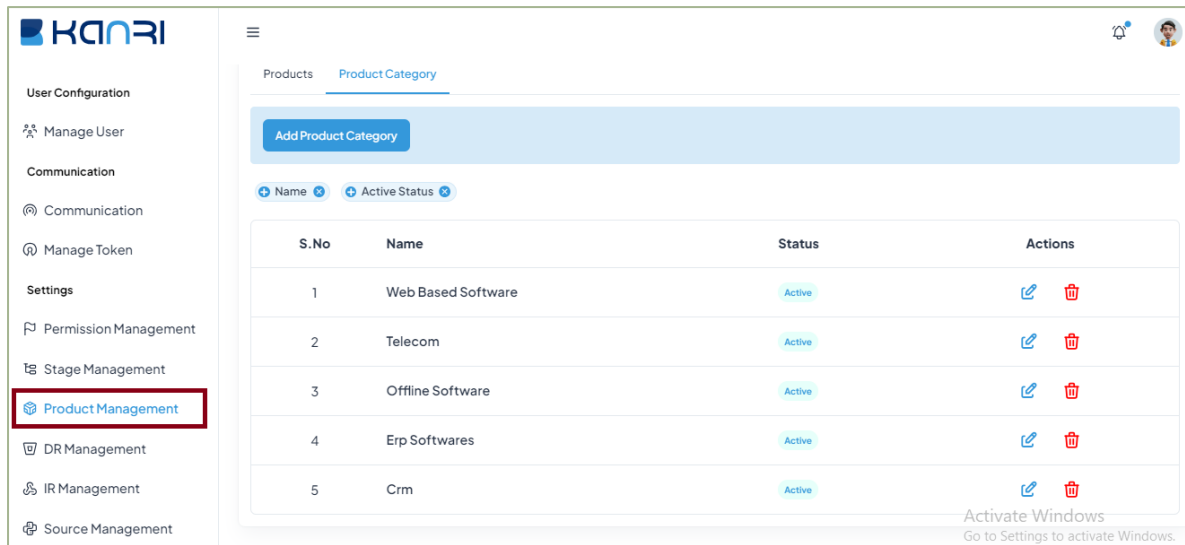 KANRI
User Configuration
Manage User
Communication
Communication
Manage Token
Settings
Permission Management
Stage Management
Product Management
DR Management
IR Management
Source Management
Products Product Category
Add Product Category
Name Active Status
S.No Name Status Actions
1 Web Based Software Active
2 Telecom Active
3 Offline Software Active
4 Erp Softwares Active
5 Crm Active
Activate Windows
Go to Settings to activate Windows.